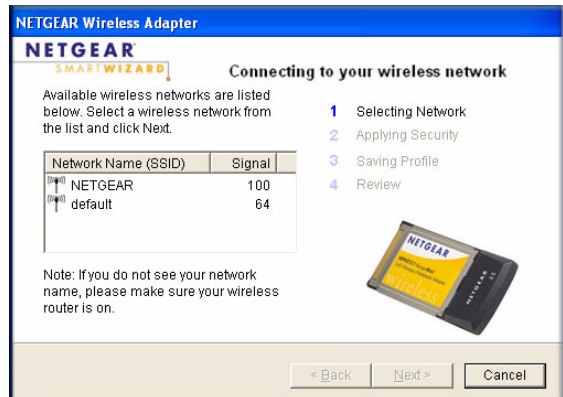 NETGEAR Wireless Adapter
NETGEAR
SMARTWIZARD
Connecting to your wireless network
Available wireless networks are listed
below. Select a wireless network from
the list and click Next.
Network Name (SSID) Signal
NETGEAR 100
default 64
Note: If you do not see your network
name, please make sure your wireless
router is on.
1 Selecting Network
2 Applying Security
3 Saving Profile
4 Review
NETGEAR
wireless
NETGEAR
< Back Next > Cancel